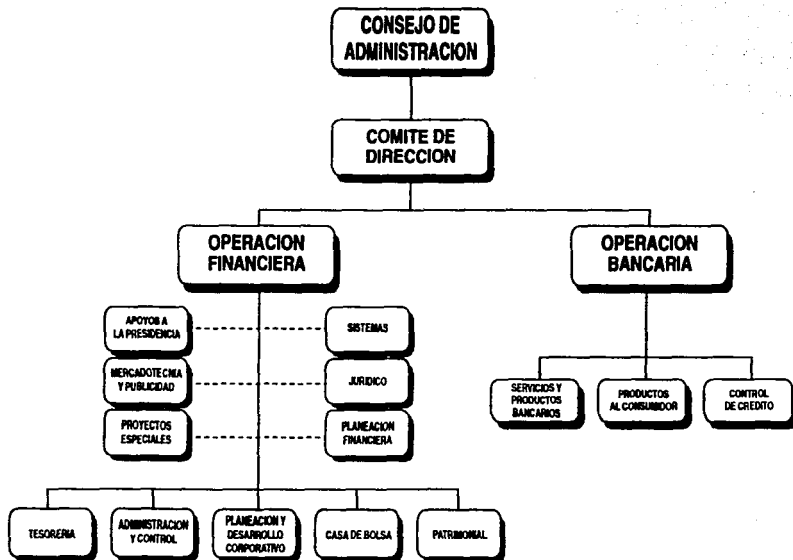 CONSEJO DE
ADMINISTRACION
COMITE DE
DIRECCION
OPERACION
FINANCIERA
OPERACION
BANCARIA
APOYOS A
LA PRESIDENCIA
SISTEMAS
MERCADOTECNIA
Y PUBLICIDAD
JURIDICO
PROYECTOS
ESPECIALES
PLANEACION
FINANCIERA
SERVICIOS Y
PRODUCTOS
BANCARIOS
PRODUCTOS
AL CONSUMIDOR
CONTROL
DE CREDITO
TESORERIA
ADMINISTRACION
Y CONTROL
PLANEACION Y
DESARROLLO
CORPORATIVO
CASA DE BOLSA
PATRIMONIAL